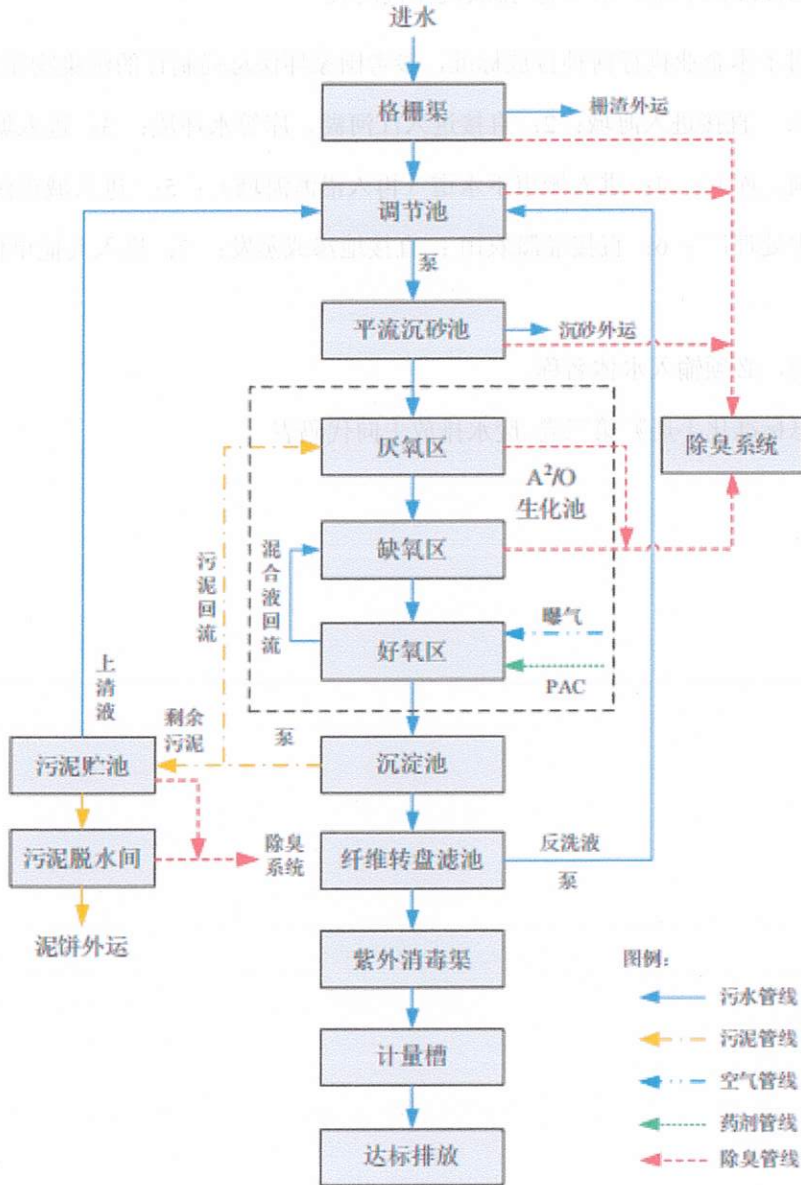 进水
格栅渠
栅渣外运
调节池
泵
平流沉砂池
沉砂外运
厌氧区
A²/O
生化池
除臭系统
缺氧区
混合液回流
污泥回流
好氧区
曝气
PAC
上清液
剩余
污泥
泵
污泥贮池
沉淀池
污泥脱水间
除臭
系统
纤维转盘滤池
反洗液
泵
泥饼外运
紫外消毒渠
计量槽
达标排放
图例：
污水管线
污泥管线
空气管线
药剂管线
除臭管线